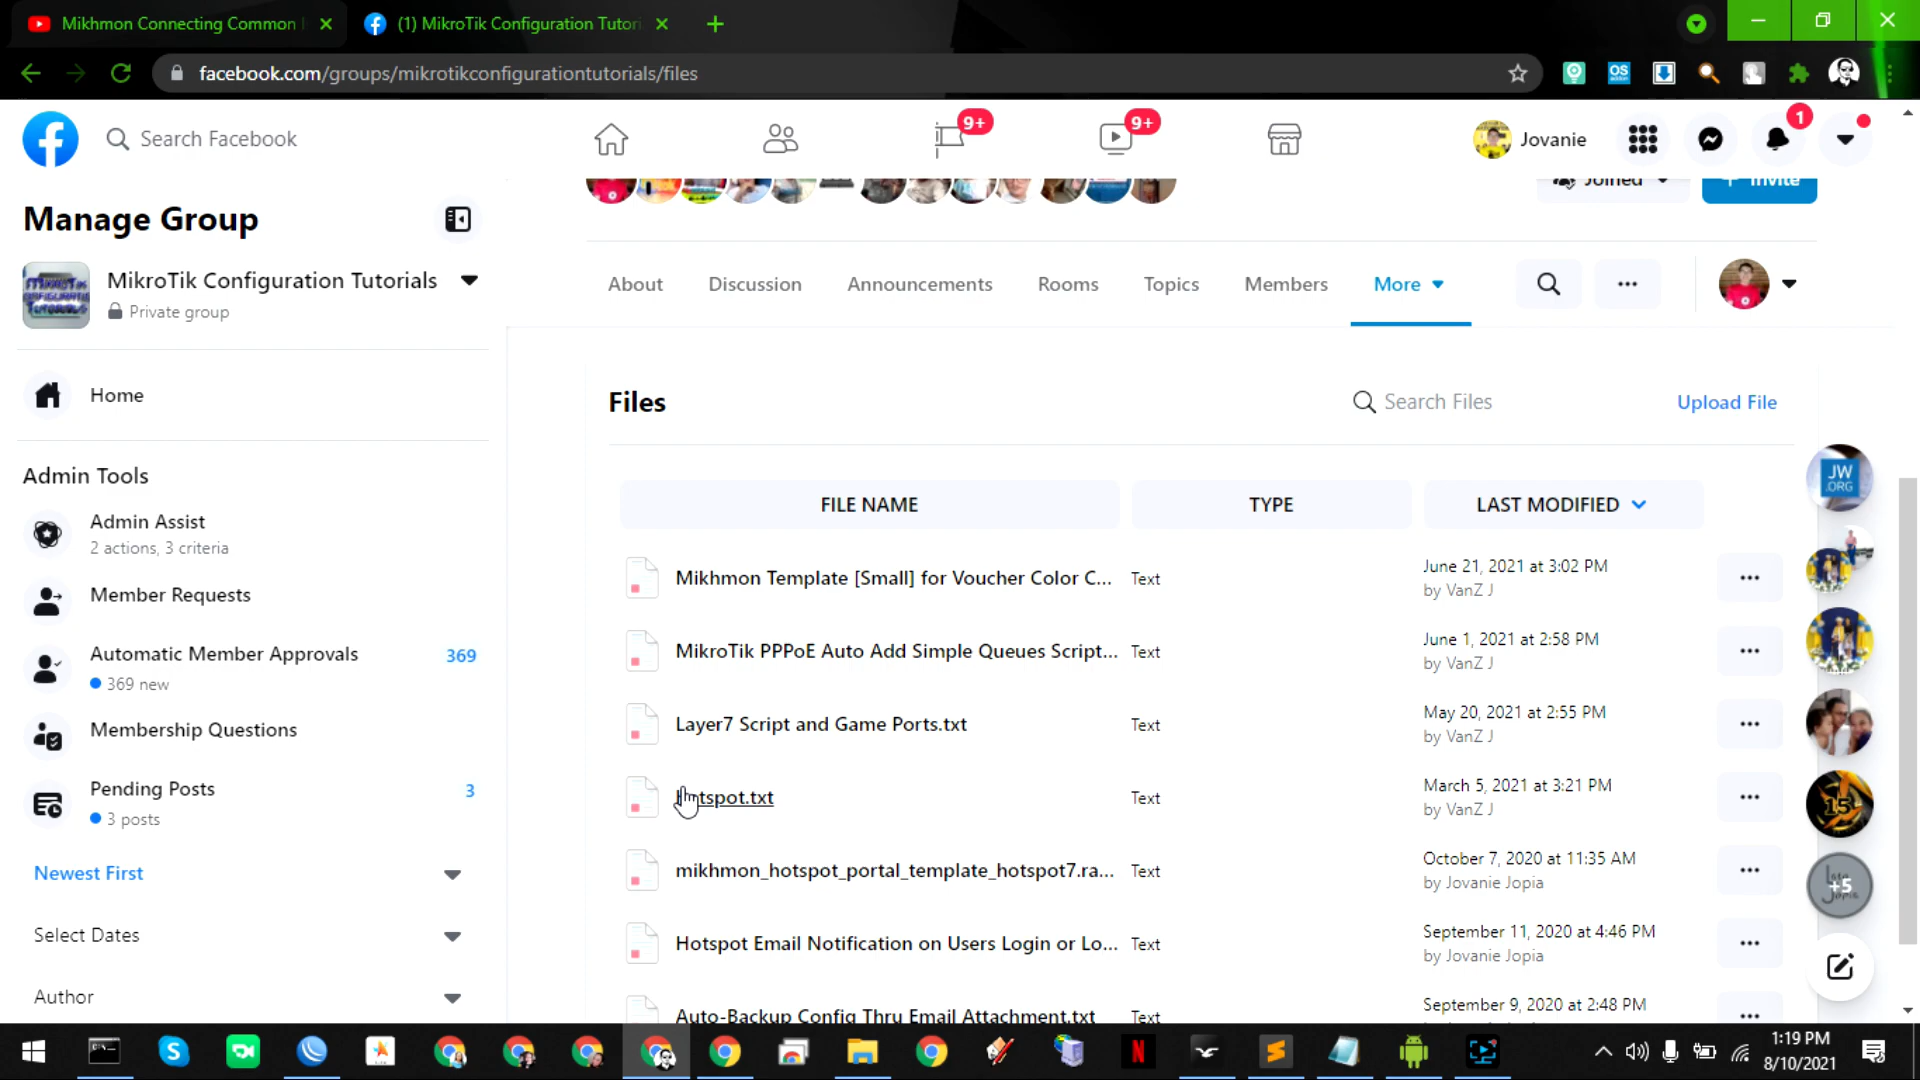 Mikhmon Connecting Common
(1) MikroTik Configuration Tutori
facebook.com/groups/mikrotikconfigurationtutorials/files
OS
Search Facebook
9+
9+
Jovanie
1
Manage Group
Joined
+ Invite
MikroTik Configuration Tutorials
Private group
About
Discussion
Announcements
Rooms
Topics
Members
More
Home
Files
Search Files
Upload File
Admin Tools
FILE NAME
TYPE
LAST MODIFIED
JW
.ORG
Admin Assist
2 actions, 3 criteria
Mikhmon Template [Small] for Voucher Color C...
Text
June 21, 2021 at 3:02 PM
by VanZ J
Member Requests
MikroTik PPPoE Auto Add Simple Queues Script...
Text
June 1, 2021 at 2:58 PM
by VanZ J
Automatic Member Approvals
369
369 new
Layer7 Script and Game Ports.txt
Text
May 20, 2021 at 2:55 PM
by VanZ J
Membership Questions
Pending Posts
3
3 posts
hotspot.txt
Text
March 5, 2021 at 3:21 PM
by VanZ J
15
Newest First
mikhmon_hotspot_portal_template_hotspot7.ra...
Text
October 7, 2020 at 11:35 AM
by Jovanie Jopia
+5
Select Dates
Hotspot Email Notification on Users Login or Lo...
Text
September 11, 2020 at 4:46 PM
by Jovanie Jopia
Author
Auto-Backup Config Thru Email Attachment.txt
Text
September 9, 2020 at 2:48 PM
1:19 PM
8/10/2021